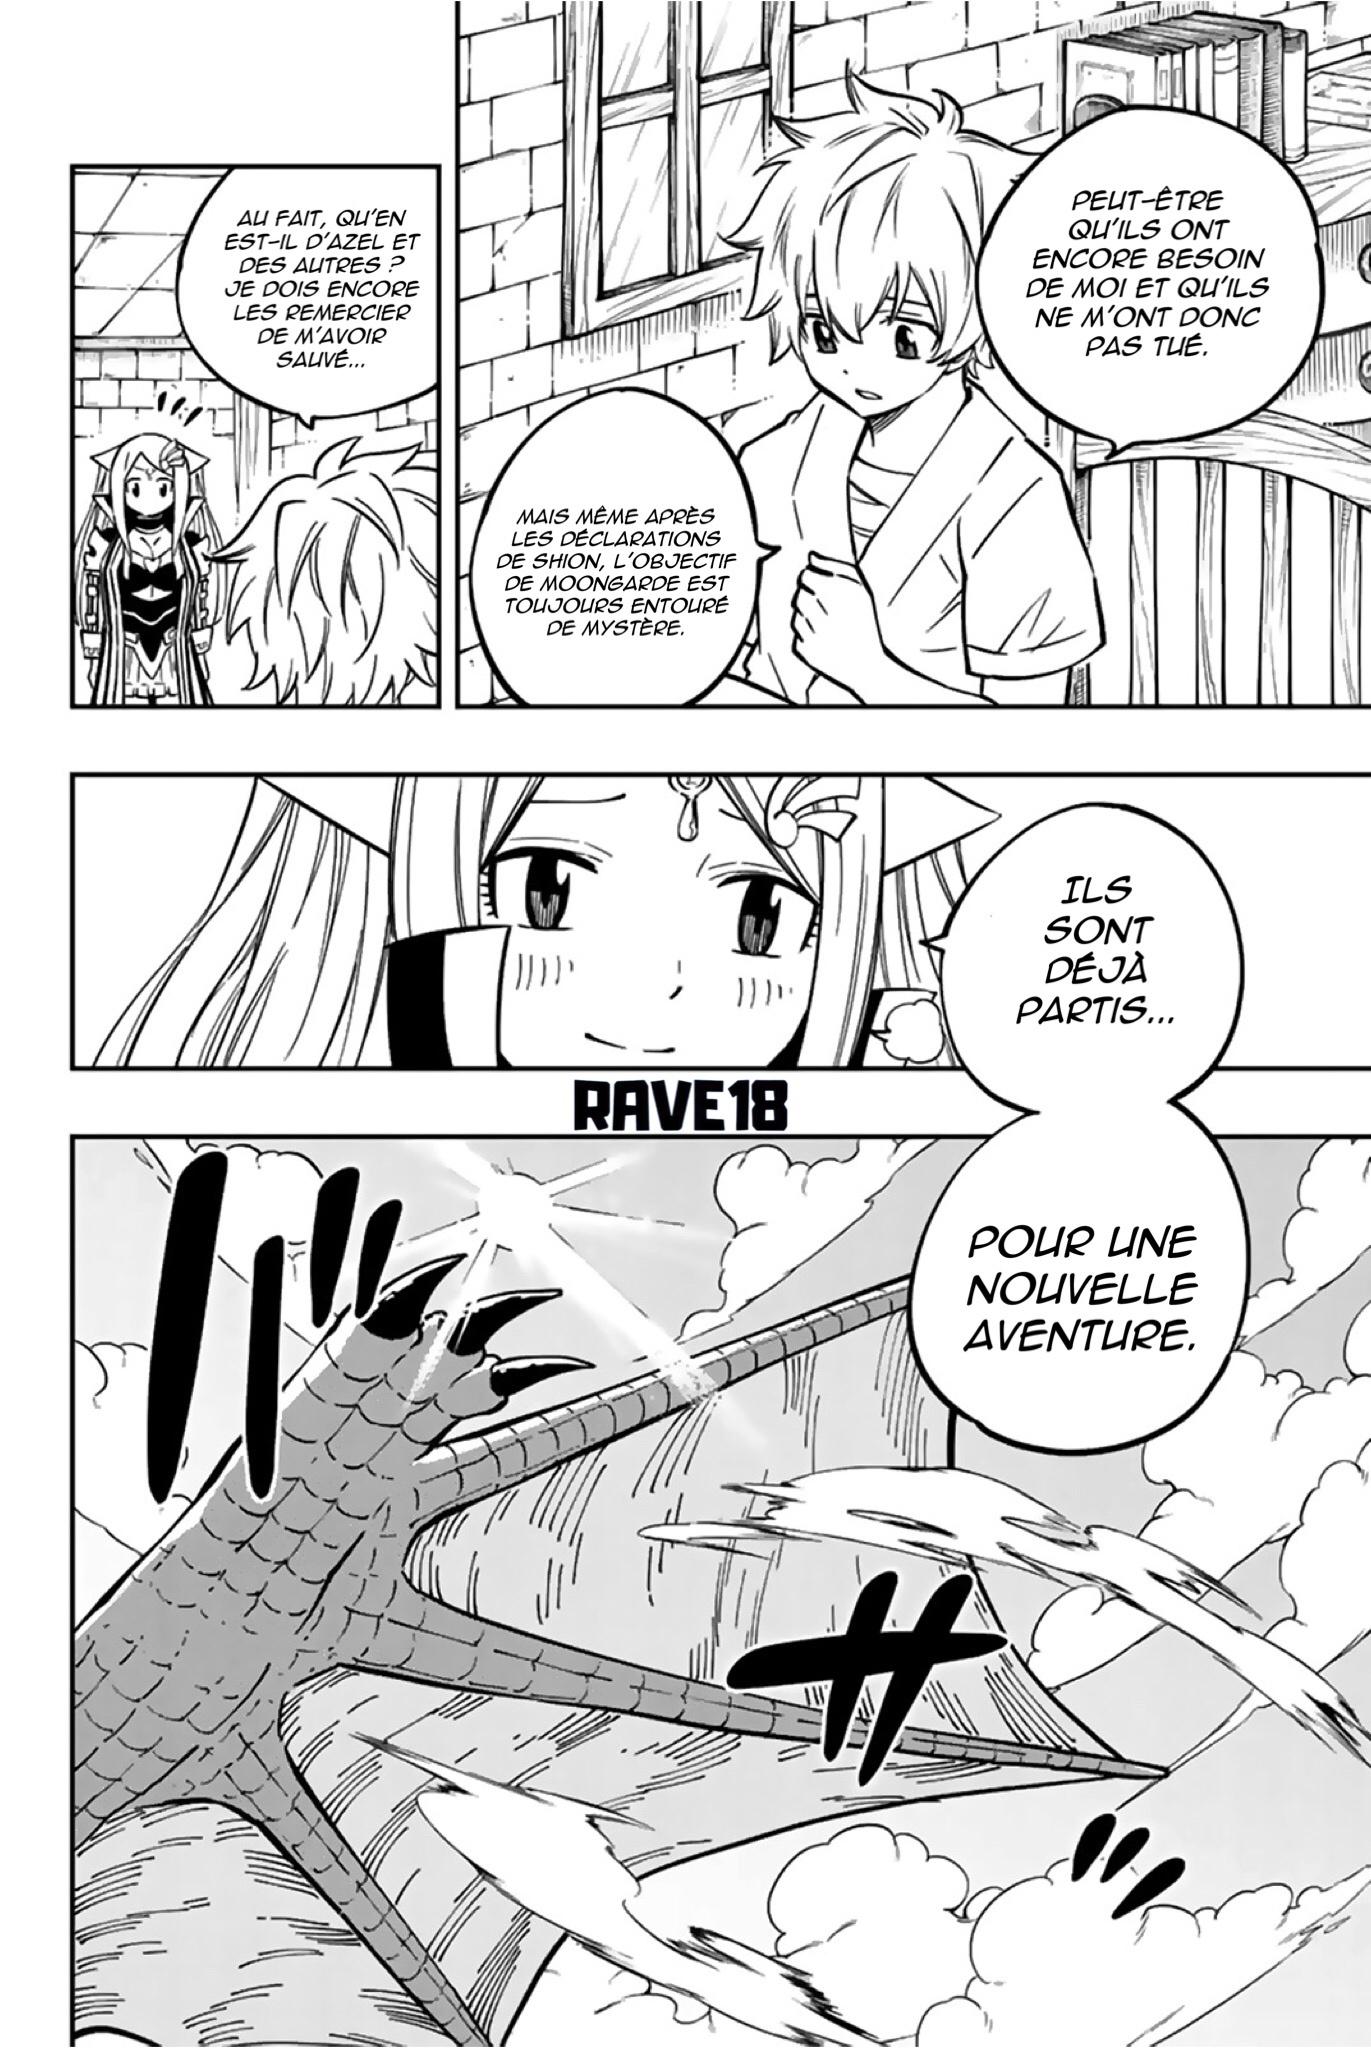 PEUT-ÊTRE
QU'ILS ONT
ENCORE BESOIN
DE MOI ET QU'ILS
NE M'ONT DONC
PAS TUÉ.
MAIS MÊME APRÈS
LES DÉCLARATIONS
DE SHION, L'OBJECTIF
DE MOONGARDE EST
TOUJOURS ENTOURÉ
DE MYSTÈRE.
AU FAIT, QU'EN
EST-IL D'AZEL ET
DES AUTRES ?
JE DOIS ENCORE
LES REMERCIER
DE M'AVOIR
SAUVÉ...
ILS
SONT
DÉJÀ
PARTIS...
RAVE18
POUR UNE
NOUVELLE
AVENTURE.